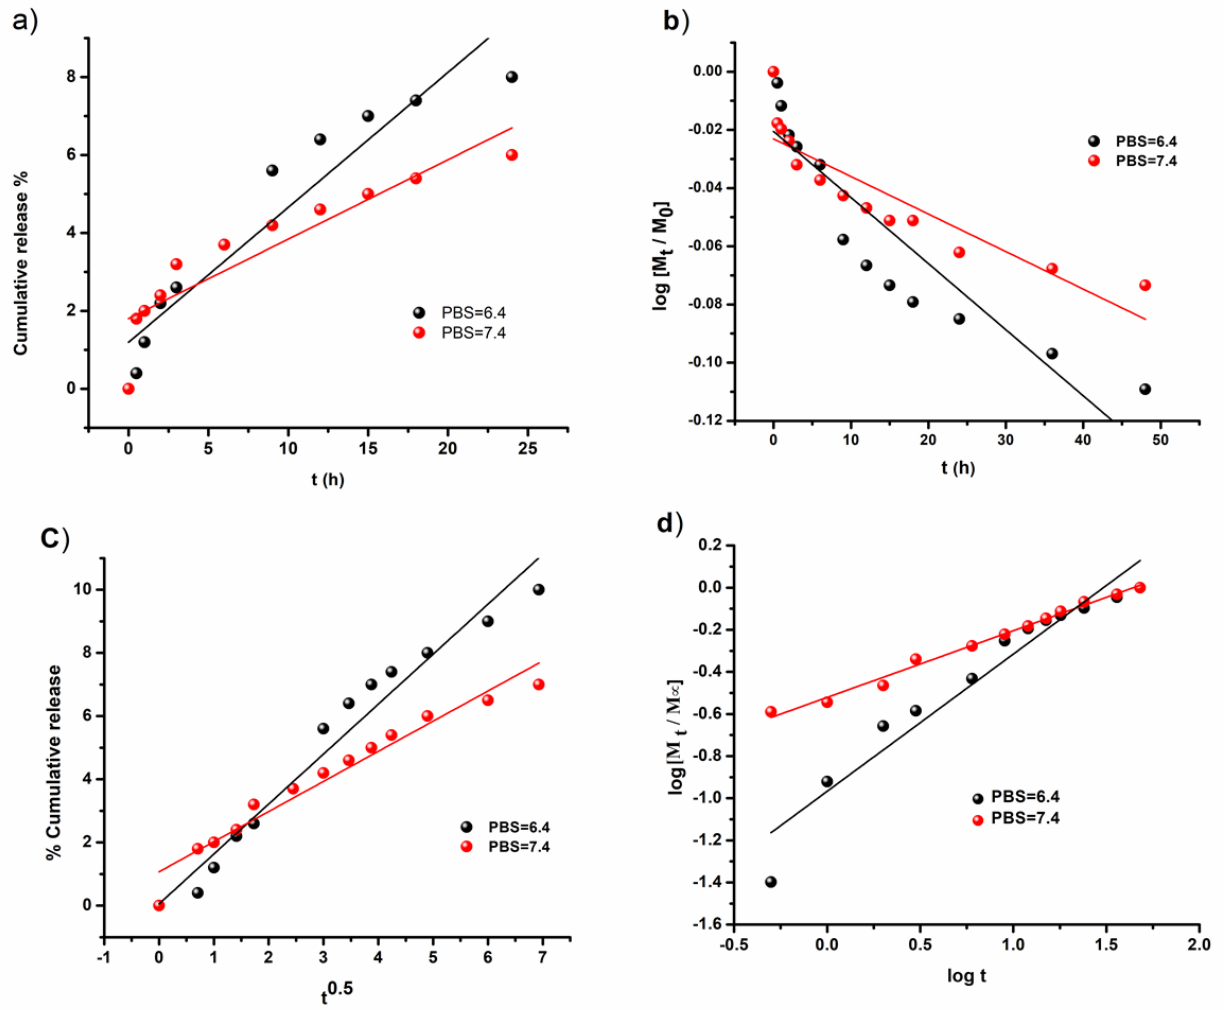 a)
Cumulative release %
8
6
4
2
0
PBS=6.4
PBS=7.4
0 5 10 15 20 25
t (h)
b)
log [Mt / M0]
0.00
-0.02
-0.04
-0.06
-0.08
-0.10
-0.12
PBS=6.4
PBS=7.4
0 10 20 30 40 50
t (h)
C)
% Cumulative release
10
8
6
4
2
0
PBS=6.4
PBS=7.4
-1 0 1 2 3 4 5 6 7
t0.5
d)
log[M t / M∞]
0.2
0.0
-0.2
-0.4
-0.6
-0.8
-1.0
-1.2
-1.4
-1.6
PBS=6.4
PBS=7.4
-0.5 0.0 0.5 1.0 1.5 2.0
log t